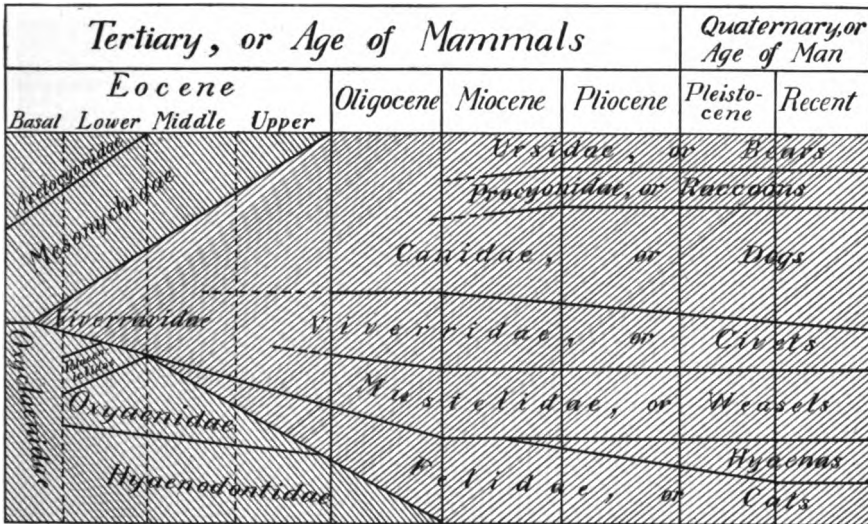 Tertiary, or Age of Mammals
Quaternary, or
Age of Man
Eocene
Basal Lower Middle Upper
Oligocene
Miocene
Pliocene
Pleisto-
cene
Recent
Arctocyonidae
Mesonychidae
Ursidae, or Bears
Procyonidae, or Raccoons
Canidae, or Dogs
Viverravidae
Viverridae, or Civets
Oxyclaenidae
Oxyaenidae
Mustelidae, or Weasels
Hyaenodontidae
Hyaenas
Felidae, or Cats